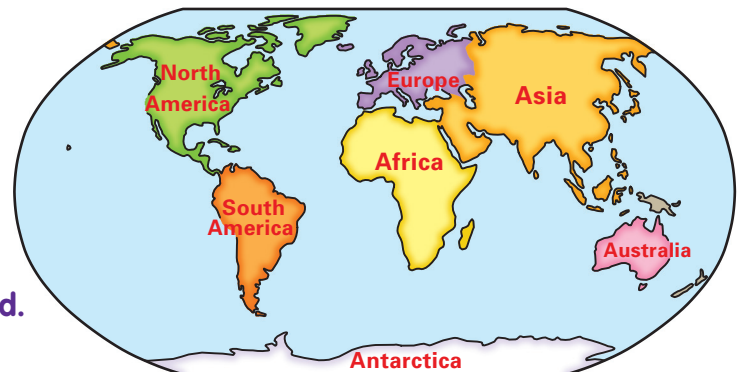 North
America
Europe
Asia
Africa
South
America
Australia
d.
Antarctica